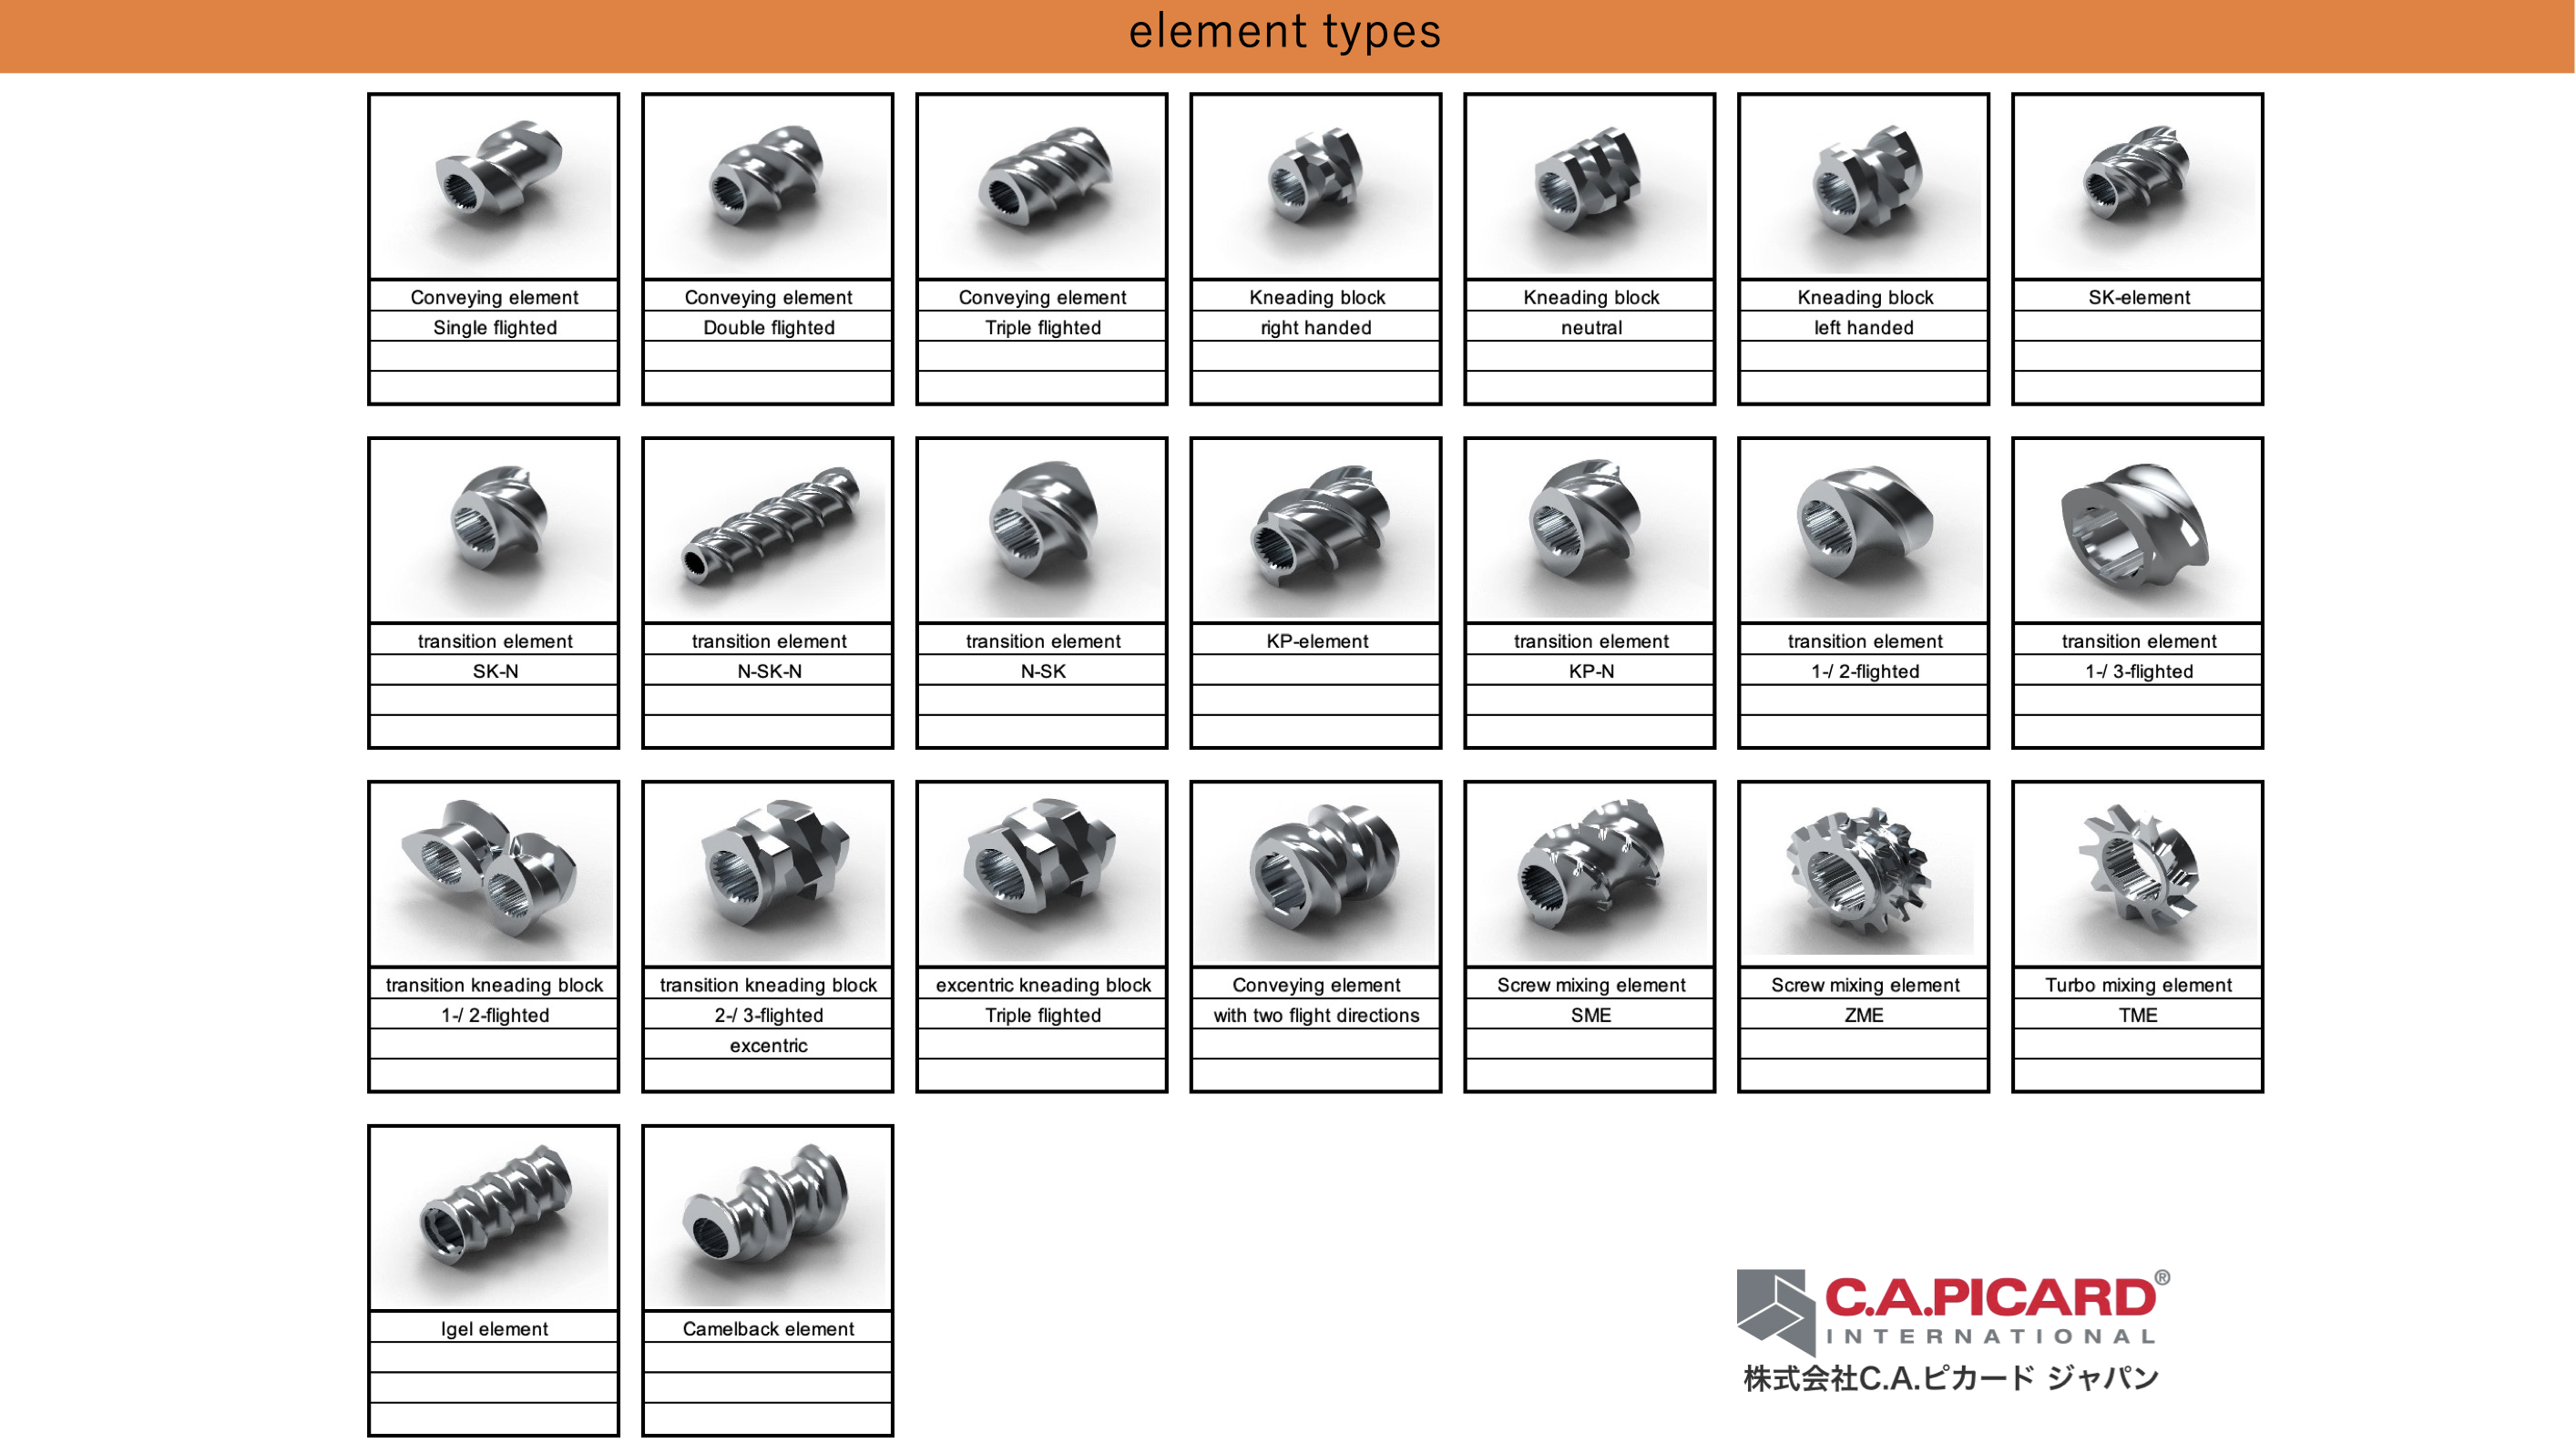 element types
Conveying element
Single flighted
Conveying element
Double flighted
Conveying element
Triple flighted
Kneading block
right handed
Kneading block
neutral
Kneading block
left handed
SK-element
transition element
SK-N
transition element
N-SK-N
transition element
N-SK
KP-element
transition element
KP-N
transition element
1-/ 2-flighted
transition element
1-/ 3-flighted
transition kneading block
1-/ 2-flighted
transition kneading block
2-/ 3-flighted
excentric
excentric kneading block
Triple flighted
Conveying element
with two flight directions
Screw mixing element
SME
Screw mixing element
ZME
Turbo mixing element
TME
Igel element
Camelback element
C.A.PICARD®
INTERNATIONAL
株式会社C.A.ピカード ジャパン